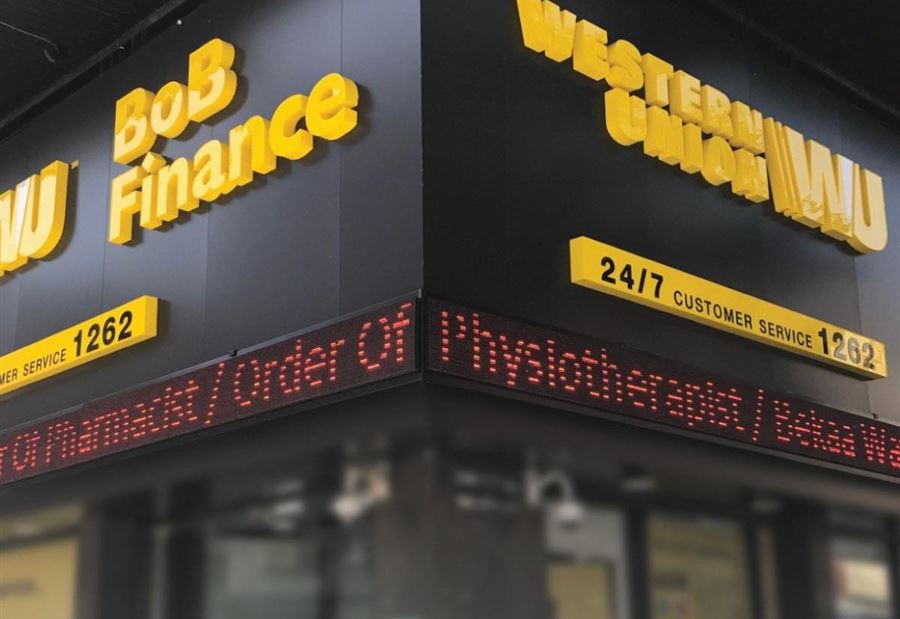 WU
BoB
Finance
MER SERVICE 1262
Of Pharmacist / Order Of Physiotherapist / Bekaa
WESTERN
UNION WU
24/7 CUSTOMER SERVICE 1262